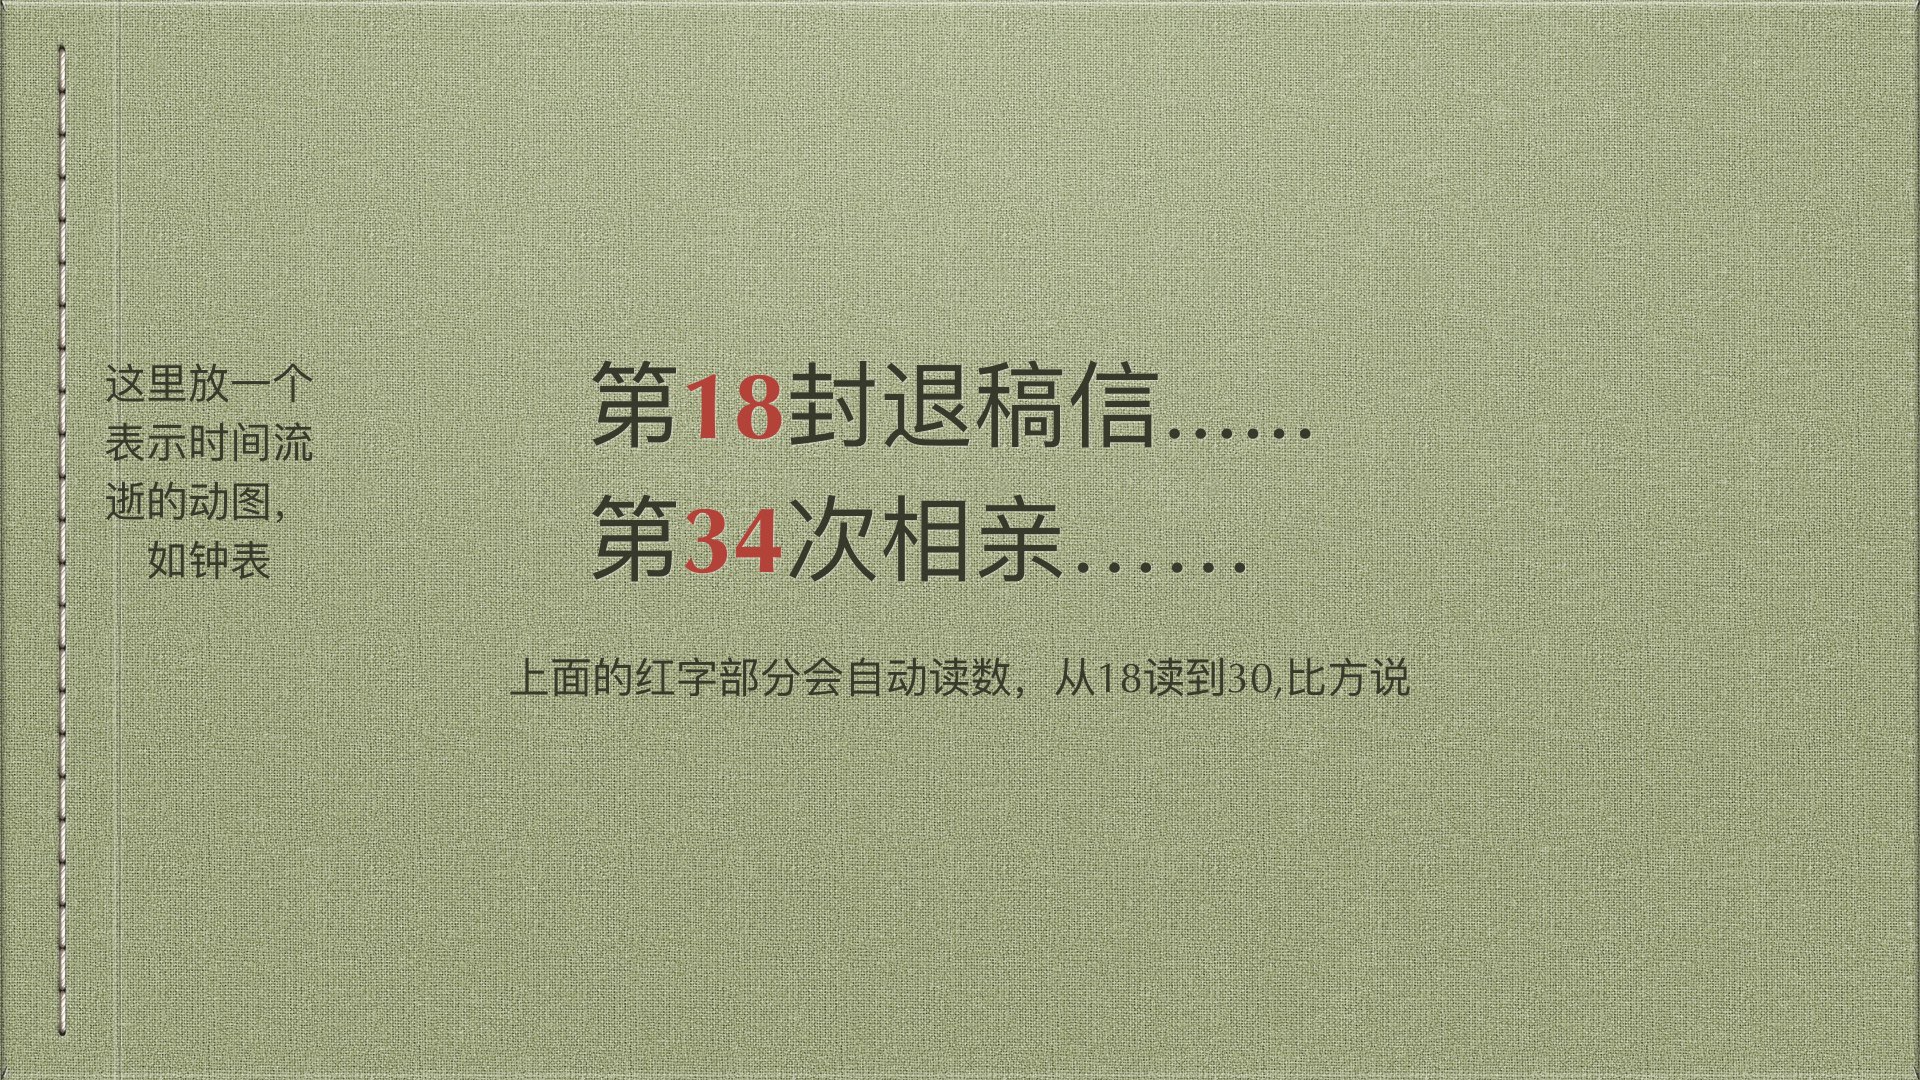 这里放一个
表示时间流
逝的动图，
如钟表
第18封退稿信……
第34次相亲……
上面的红字部分会自动读数，从18读到30,比方说